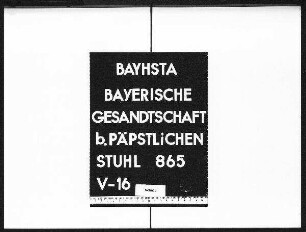 BAYHSTA
BAYERISCHE
GESANDTSCHAFT
b. PÄPSTLiCHEN
STUHL 865
V-16